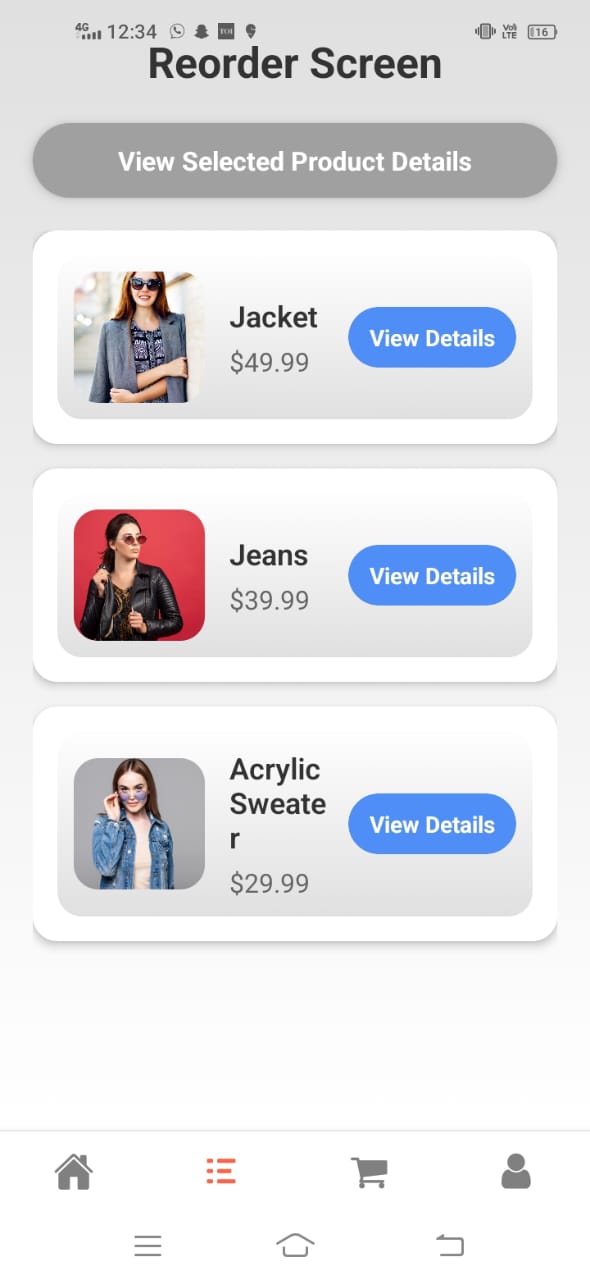 4G 12:34 TOI Vo)) LTE 16
Reorder Screen
View Selected Product Details
Jacket
$49.99
View Details
Jeans
$39.99
View Details
Acrylic
Sweate
r
$29.99
View Details